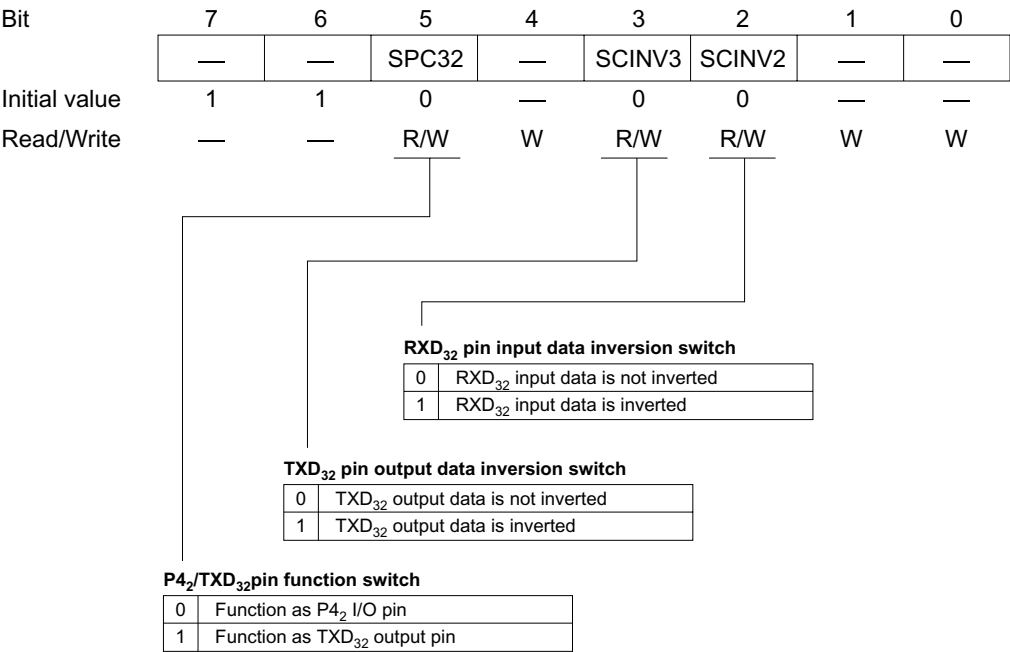 Bit 7 6 5 4 3 2 1 0
— — SPC32 — SCINV3 SCINV2 — —
Initial value 1 1 0 — 0 0 — —
Read/Write — — R/W W R/W R/W W W
RXD32 pin input data inversion switch
0 RXD32 input data is not inverted
1 RXD32 input data is inverted
TXD32 pin output data inversion switch
0 TXD32 output data is not inverted
1 TXD32 output data is inverted
P42/TXD32pin function switch
0 Function as P42 I/O pin
1 Function as TXD32 output pin